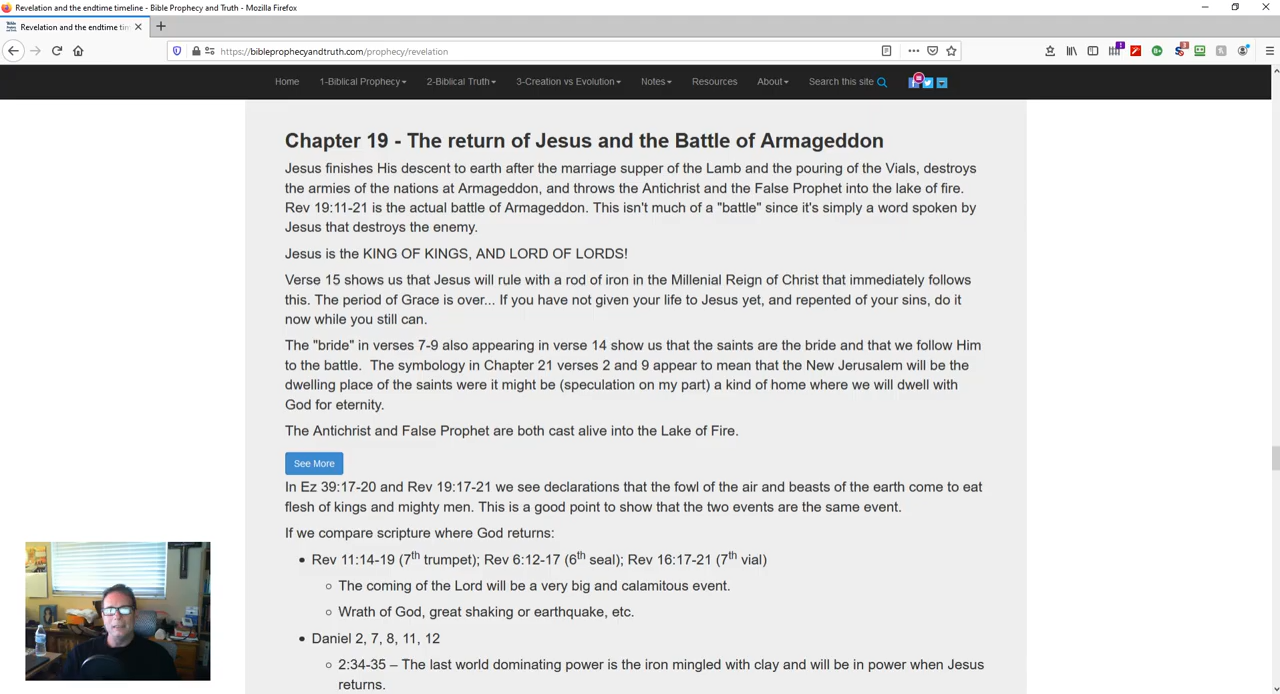 Revelation and the endtime timeline - Bible Prophecy and Truth - Mozilla Firefox
Revelation and the endtime tim
https://bibleprophecyandtruth.com/prophecy/revelation
Home 1-Biblical Prophecy 2-Biblical Truth 3-Creation vs Evolution Notes Resources About Search this site
Chapter 19 - The return of Jesus and the Battle of Armageddon
Jesus finishes His descent to earth after the marriage supper of the Lamb and the pouring of the Vials, destroys
the armies of the nations at Armageddon, and throws the Antichrist and the False Prophet into the lake of fire.
Rev 19:11-21 is the actual battle of Armageddon. This isn't much of a "battle" since it's simply a word spoken by
Jesus that destroys the enemy.
Jesus is the KING OF KINGS, AND LORD OF LORDS!
Verse 15 shows us that Jesus will rule with a rod of iron in the Millenial Reign of Christ that immediately follows
this. The period of Grace is over... If you have not given your life to Jesus yet, and repented of your sins, do it
now while you still can.
The "bride" in verses 7-9 also appearing in verse 14 show us that the saints are the bride and that we follow Him
to the battle. The symbology in Chapter 21 verses 2 and 9 appear to mean that the New Jerusalem will be the
dwelling place of the saints were it might be (speculation on my part) a kind of home where we will dwell with
God for eternity.
The Antichrist and False Prophet are both cast alive into the Lake of Fire.
See More
In Ez 39:17-20 and Rev 19:17-21 we see declarations that the fowl of the air and beasts of the earth come to eat
flesh of kings and mighty men. This is a good point to show that the two events are the same event.
If we compare scripture where God returns:
Rev 11:14-19 (7th trumpet); Rev 6:12-17 (6th seal); Rev 16:17-21 (7th vial)
The coming of the Lord will be a very big and calamitous event.
Wrath of God, great shaking or earthquake, etc.
Daniel 2, 7, 8, 11, 12
2:34-35 – The last world dominating power is the iron mingled with clay and will be in power when Jesus
returns.